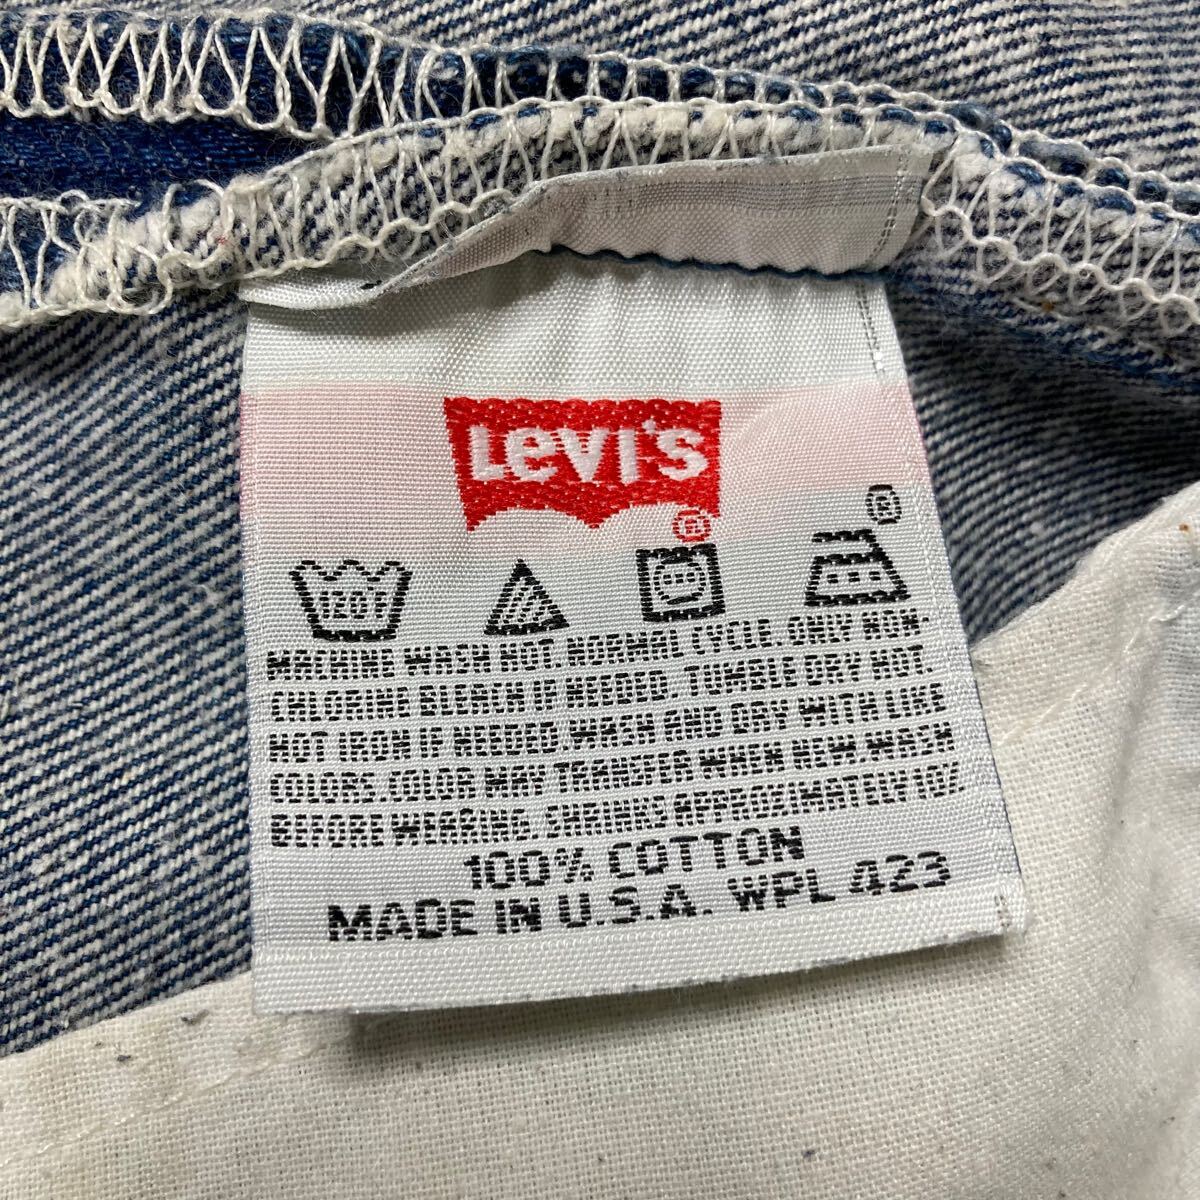 Levi's
®
®
120°F
MACHINE WASH HOT. NORMAL CYCLE. ONLY NON-
CHLORINE BLEACH IF NEEDED. TUMBLE DRY HOT.
HOT IRON IF NEEDED. WASH AND DRY WITH LIKE
COLORS. COLOR MAY TRANSFER WHEN NEW. WASH
BEFORE WEARING. SHRINKS APPROXIMATELY 10%
100% COTTON
MADE IN U.S.A. WPL 423